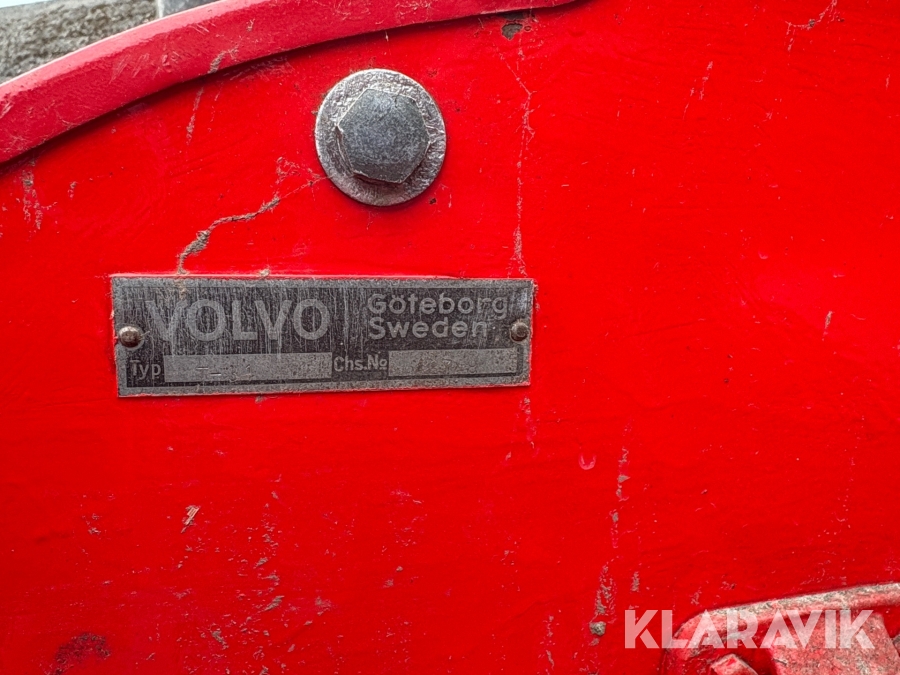 VOLVO
Göteborg
Sweden
Typ
Chs.No
KLARAVIK